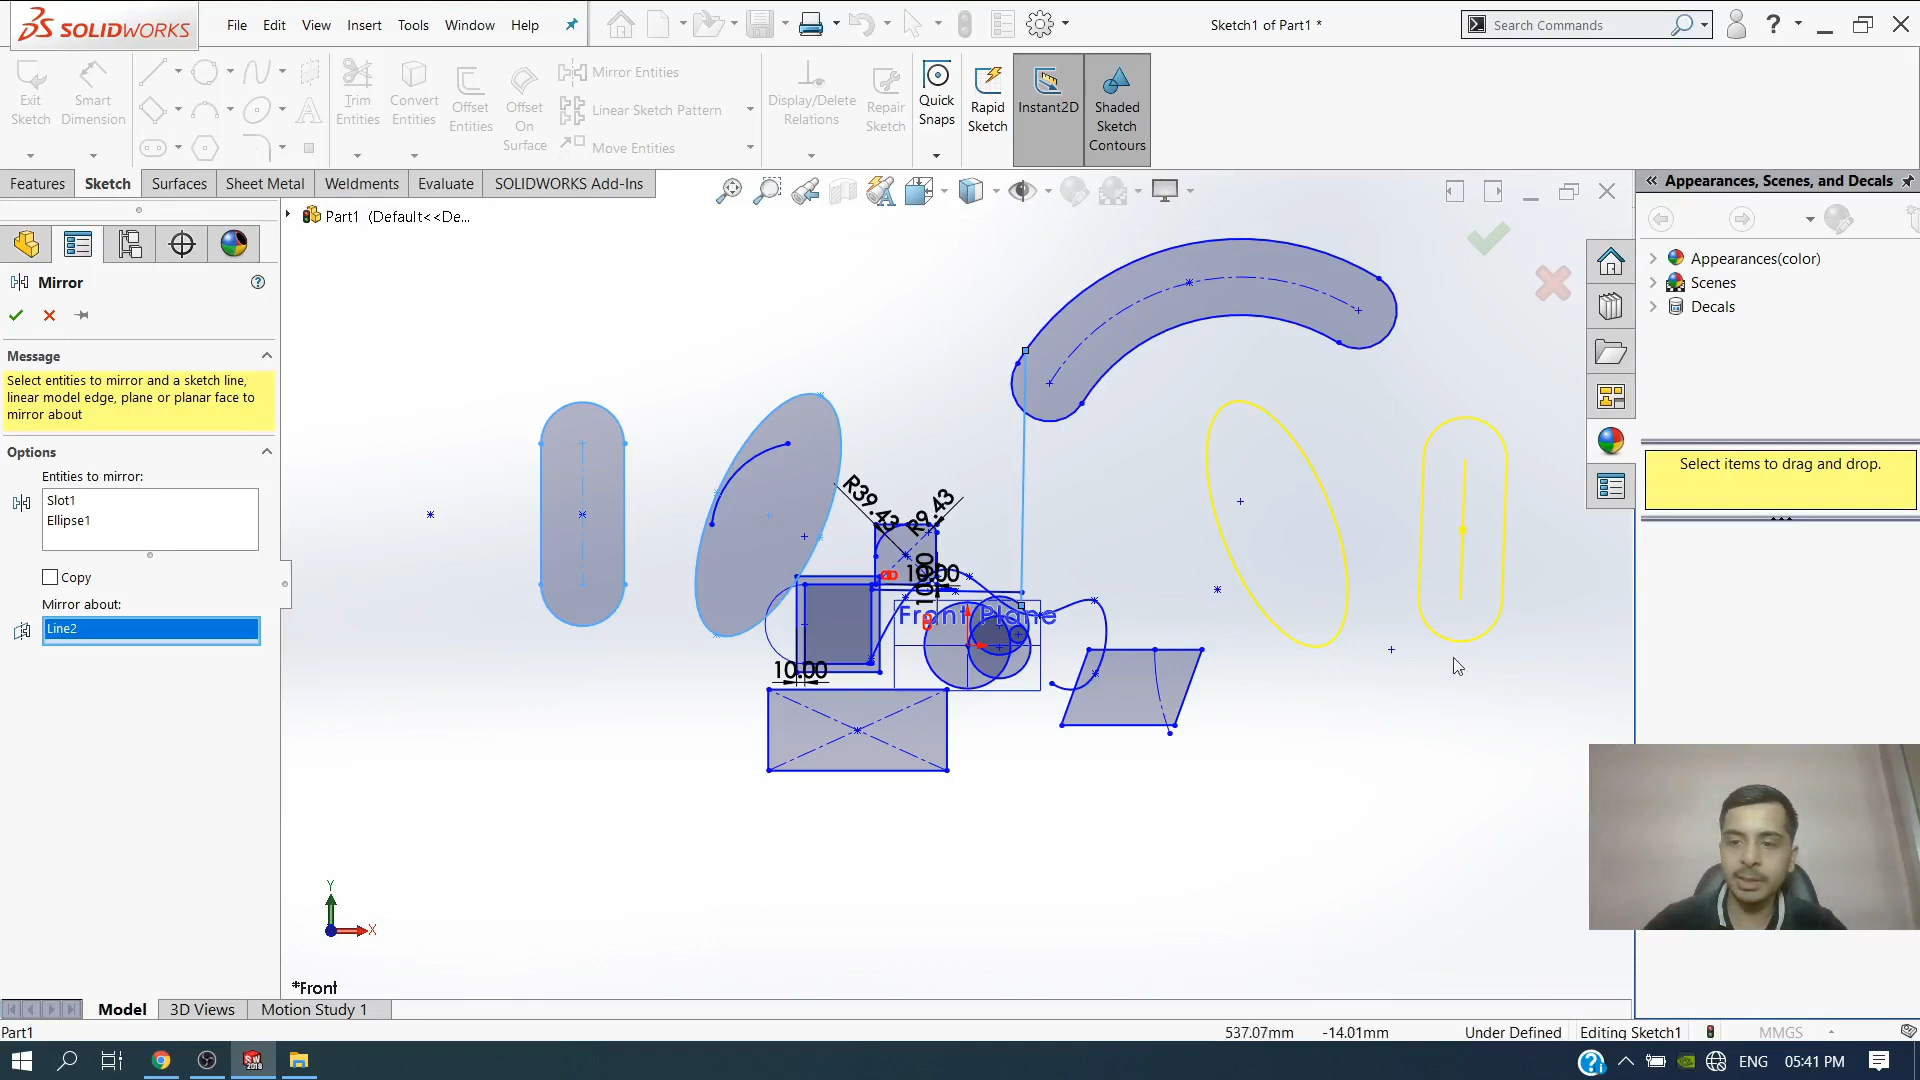 SOLIDWORKS
File Edit View Insert Tools Window Help
Sketch1 of Part1 *
Search Commands
Exit Sketch
Smart Dimension
Trim Entities
Convert Entities
Offset Entities
Offset On Surface
Mirror Entities
Linear Sketch Pattern
Move Entities
Display/Delete Relations
Repair Sketch
Quick Snaps
Rapid Sketch
Instant2D
Shaded Sketch Contours
Features Sketch Surfaces Sheet Metal Weldments Evaluate SOLIDWORKS Add-Ins
Part1 (Default<<De...
Appearances, Scenes, and Decals
Appearances(color)
Scenes
Decals
Select items to drag and drop.
Mirror
Message
Select entities to mirror and a sketch line,
linear model edge, plane or planar face to
mirror about
Options
Entities to mirror:
Slot1
Ellipse1
Copy
Mirror about:
Line2
R39.43
R9.43
10.00
10.00
Front Plane
10.00
Y
X
*Front
Model 3D Views Motion Study 1
Part1
537.07mm -14.01mm Under Defined Editing Sketch1 MMGS
SW 2018
ENG 05:41 PM